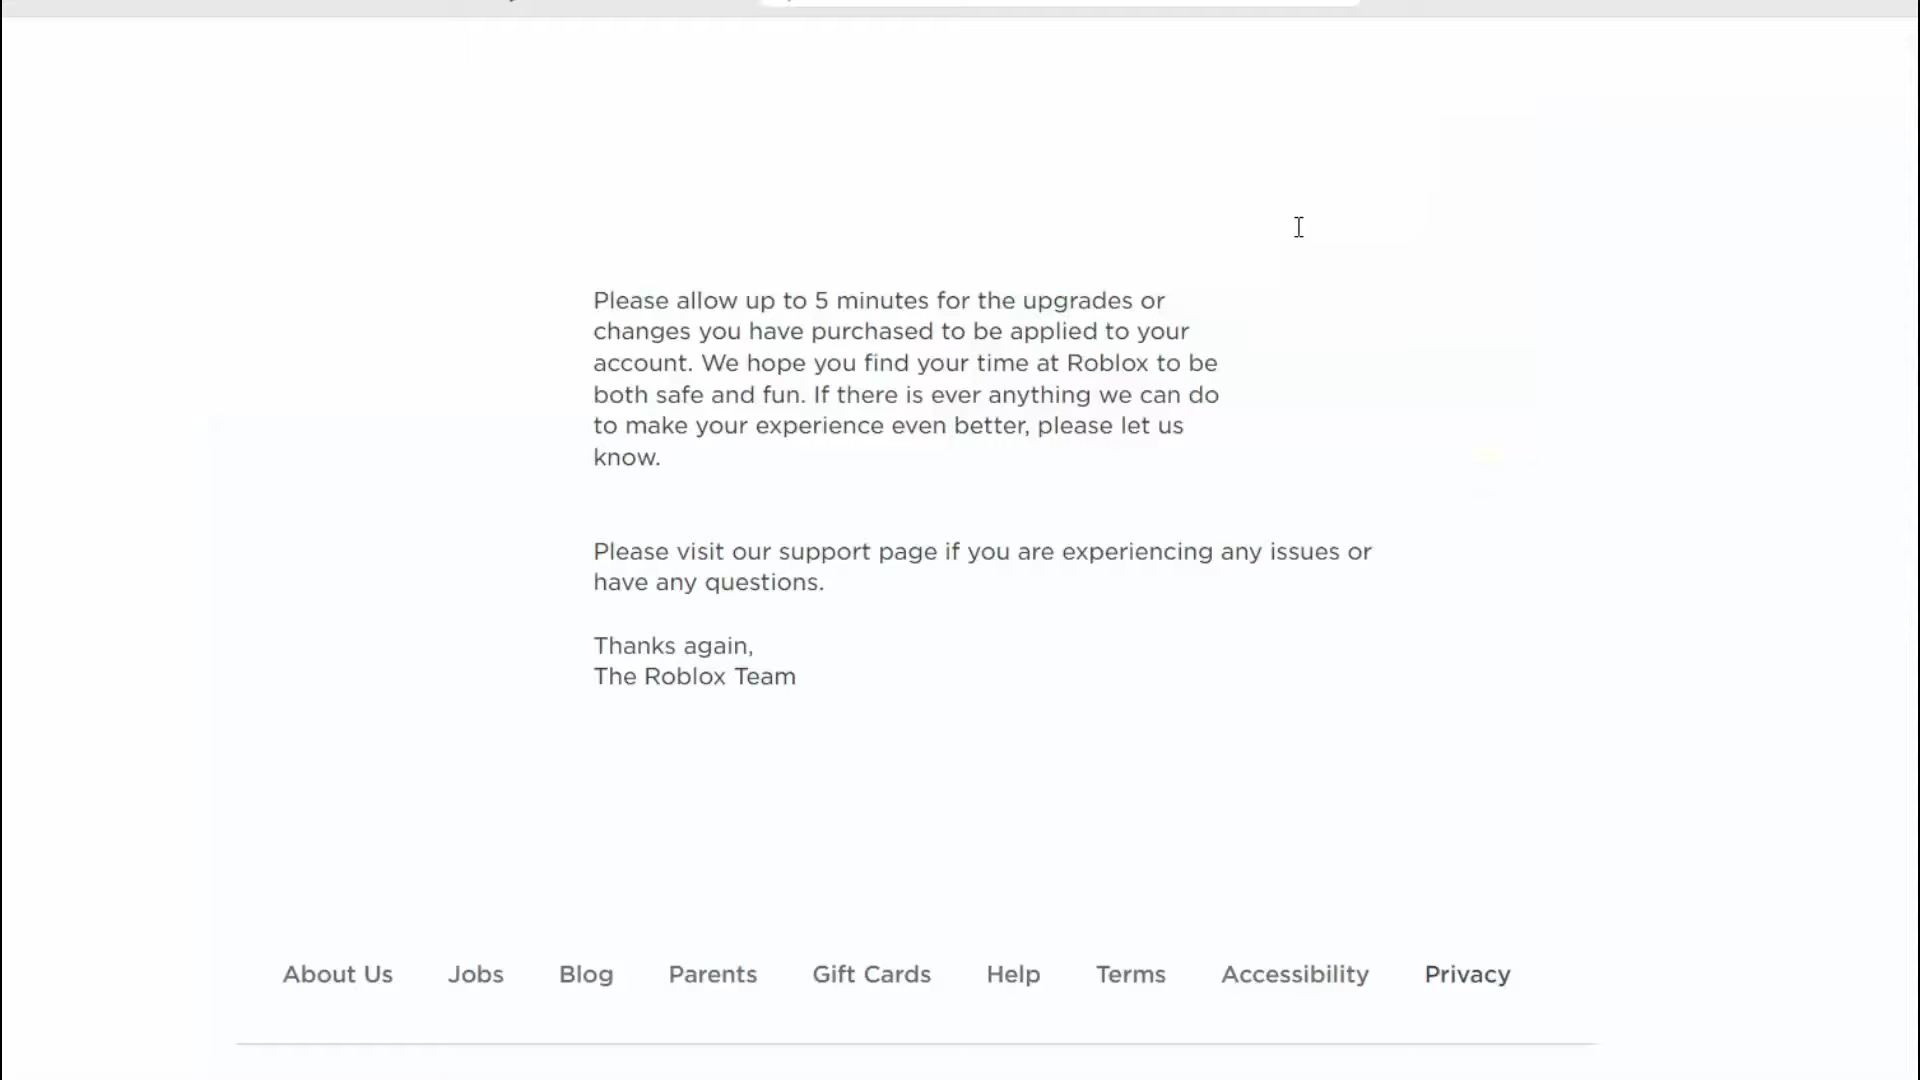 Please allow up to 5 minutes for the upgrades or
changes you have purchased to be applied to your
account. We hope you find your time at Roblox to be
both safe and fun. If there is ever anything we can do
to make your experience even better, please let us
know.
Please visit our support page if you are experiencing any issues or
have any questions.
Thanks again,
The Roblox Team
About Us Jobs Blog Parents Gift Cards Help Terms Accessibility Privacy